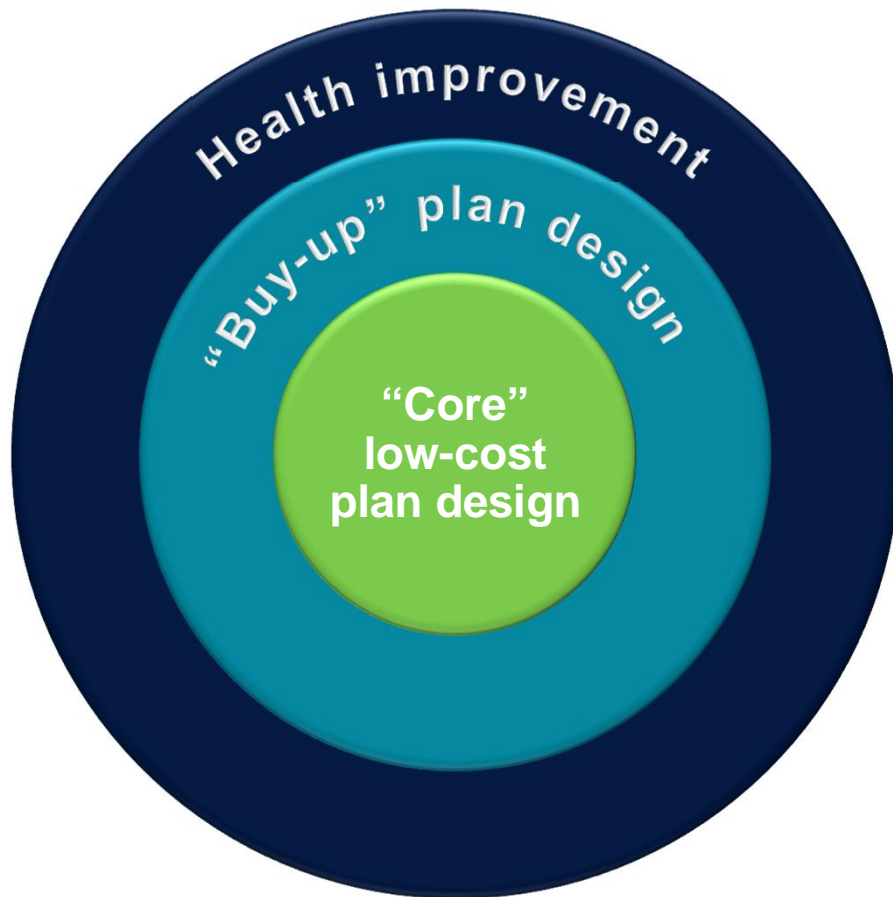 Health improvement
“Buy-up” plan design
“Core”
low-cost
plan design